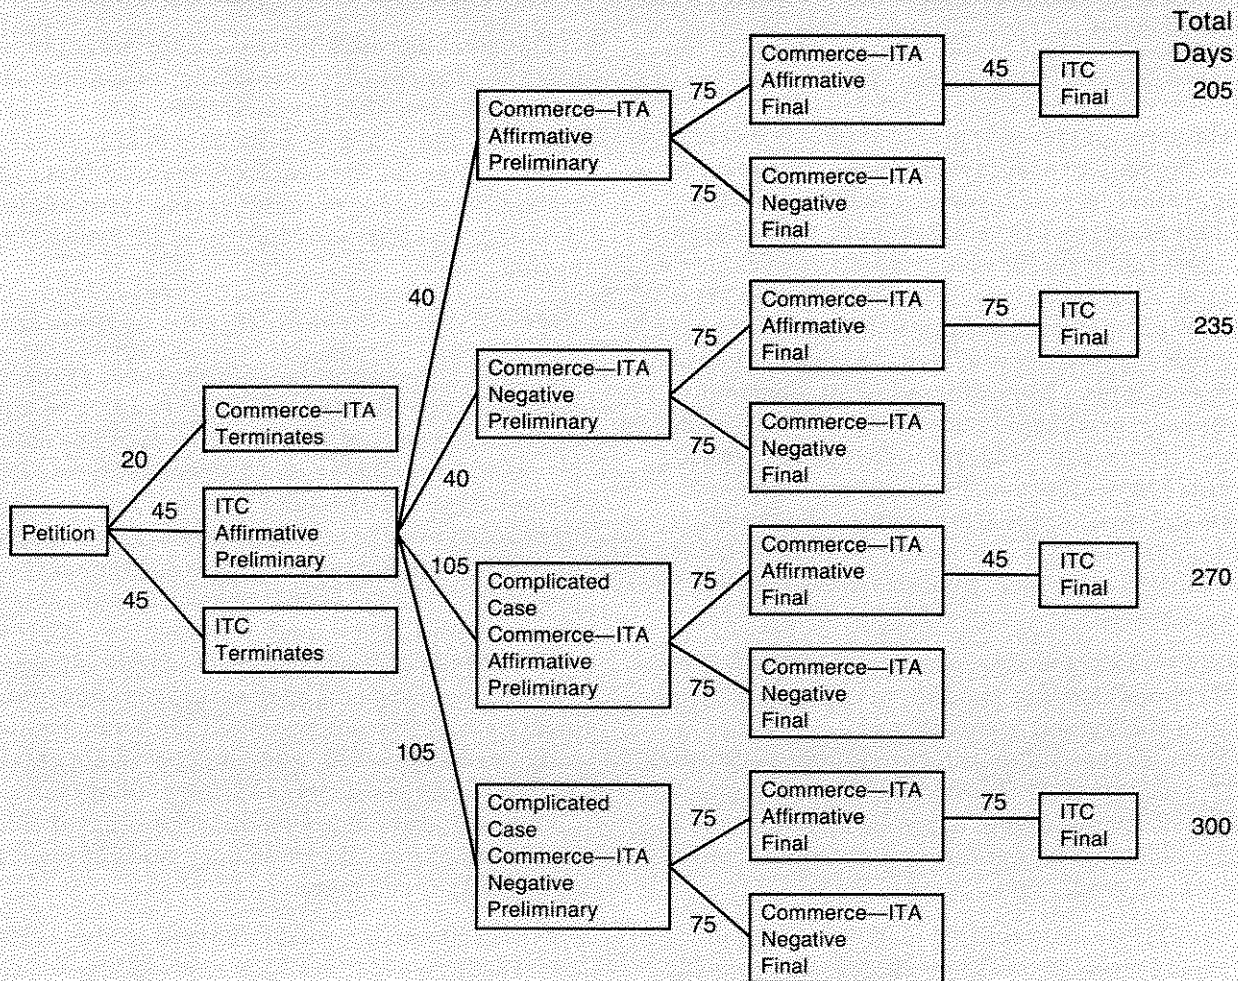 Total
Days
Commerce—ITA
Affirmative
Final
45
ITC
Final
205
75
Commerce—ITA
Affirmative
Preliminary
75
Commerce—ITA
Negative
Final
40
Commerce—ITA
Affirmative
Final
75
ITC
Final
235
75
Commerce—ITA
Negative
Preliminary
75
Commerce—ITA
Negative
Final
40
Commerce—ITA
Terminates
20
Petition
45
ITC
Affirmative
Preliminary
45
ITC
Terminates
105
Complicated
Case
Commerce—ITA
Affirmative
Preliminary
75
Commerce—ITA
Affirmative
Final
45
ITC
Final
270
75
Commerce—ITA
Negative
Final
105
Complicated
Case
Commerce—ITA
Negative
Preliminary
75
Commerce—ITA
Affirmative
Final
75
ITC
Final
300
75
Commerce—ITA
Negative
Final